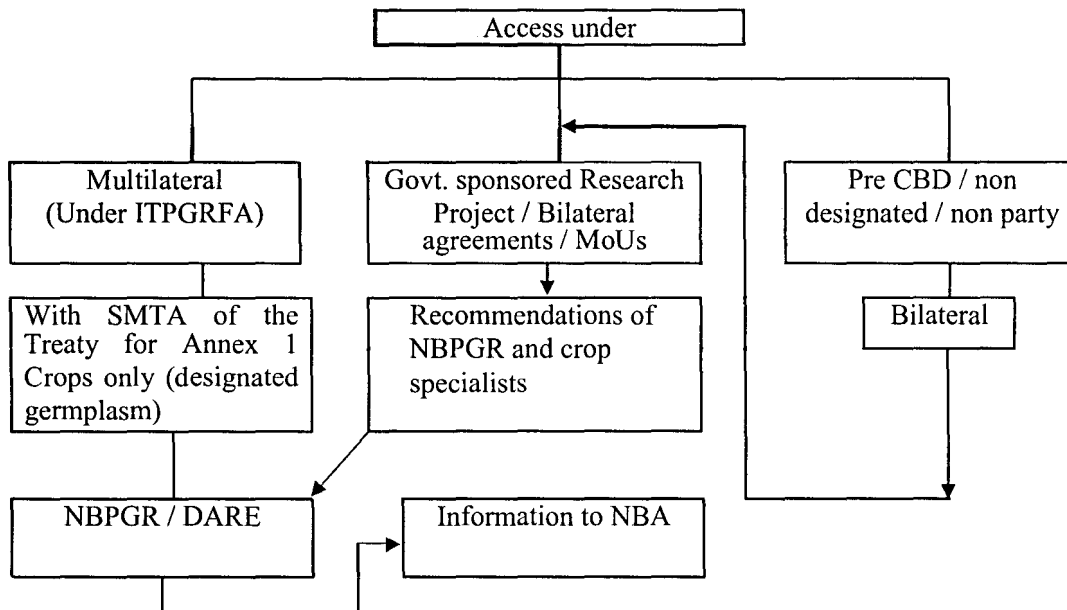 Access under
Multilateral
(Under ITPGRFA)
Govt. sponsored Research
Project / Bilateral
agreements / MoUs
Pre CBD / non
designated / non party
With SMTA of the
Treaty for Annex 1
Crops only (designated
germplasm)
Recommendations of
NBPGR and crop
specialists
Bilateral
NBPGR / DARE
Information to NBA